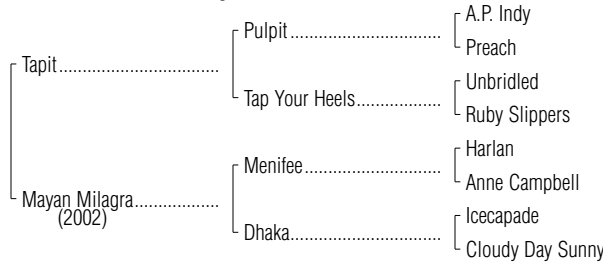 A.P. Indy
Pulpit
Preach
Tapit
Unbridled
Tap Your Heels
Ruby Slippers
Harlan
Menifee
Anne Campbell
Mayan Milagra
(2002)
Icecapade
Dhaka
Cloudy Day Sunny